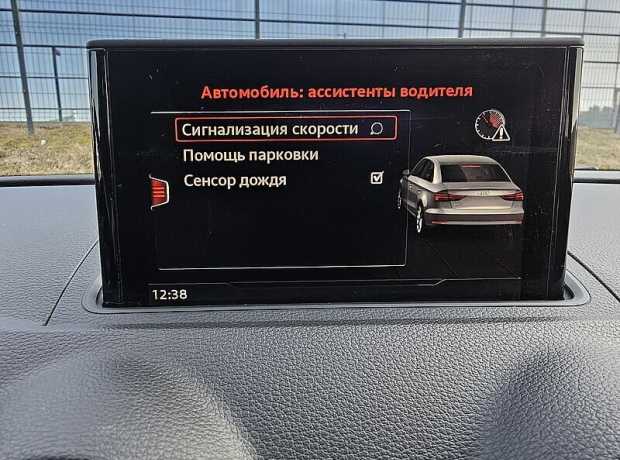 Автомобиль: ассистенты водителя
Сигнализация скорости
Помощь парковки
Сенсор дождя
12:38